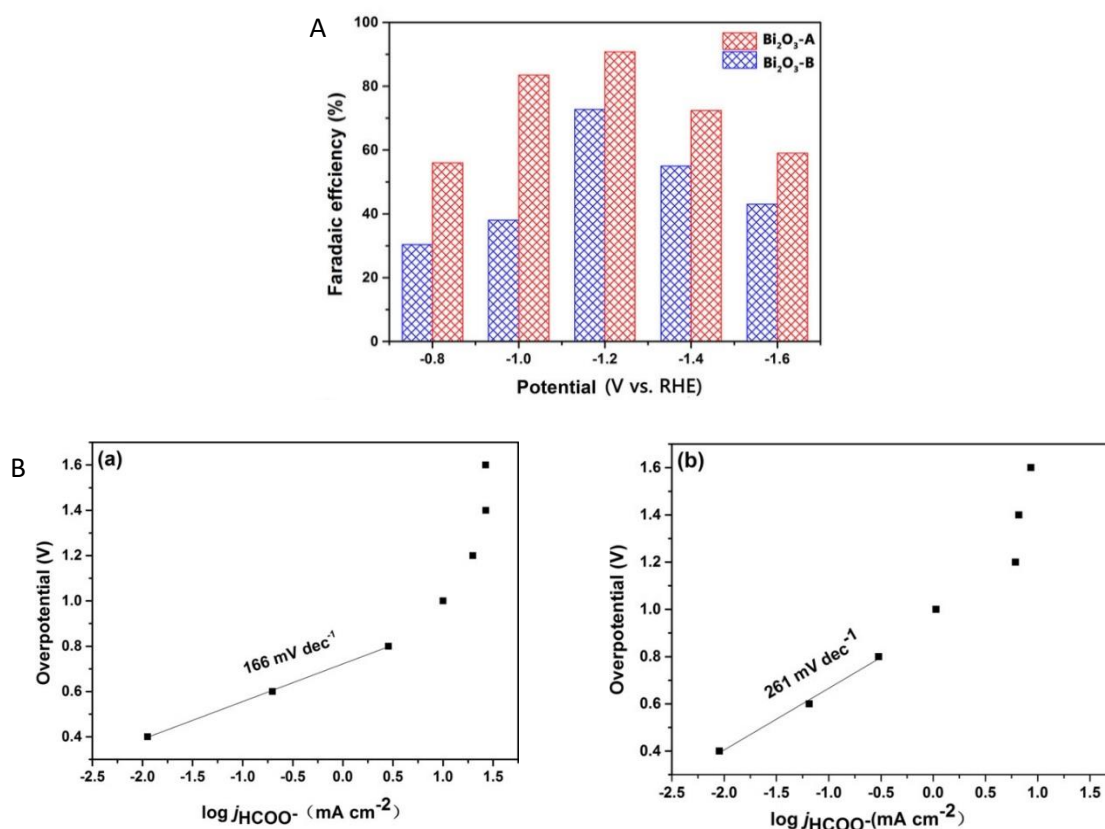 A
100
80
60
40
20
0
Faradaic effciency (%)
Bi₂O₃-A
Bi₂O₃-B
-0.8 -1.0 -1.2 -1.4 -1.6
Potential (V vs. RHE)
B
(a)
1.6
1.4
1.2
1.0
0.8
0.6
0.4
Overpotential (V)
166 mV dec⁻¹
-2.5 -2.0 -1.5 -1.0 -0.5 0.0 0.5 1.0 1.5
log jHCOO-（mA cm⁻²)
(b)
1.6
1.4
1.2
1.0
0.8
0.6
0.4
Overpotential (V)
261 mV dec⁻¹
-2.5 -2.0 -1.5 -1.0 -0.5 0.0 0.5 1.0 1.5
log jHCOO-(mA cm⁻²)